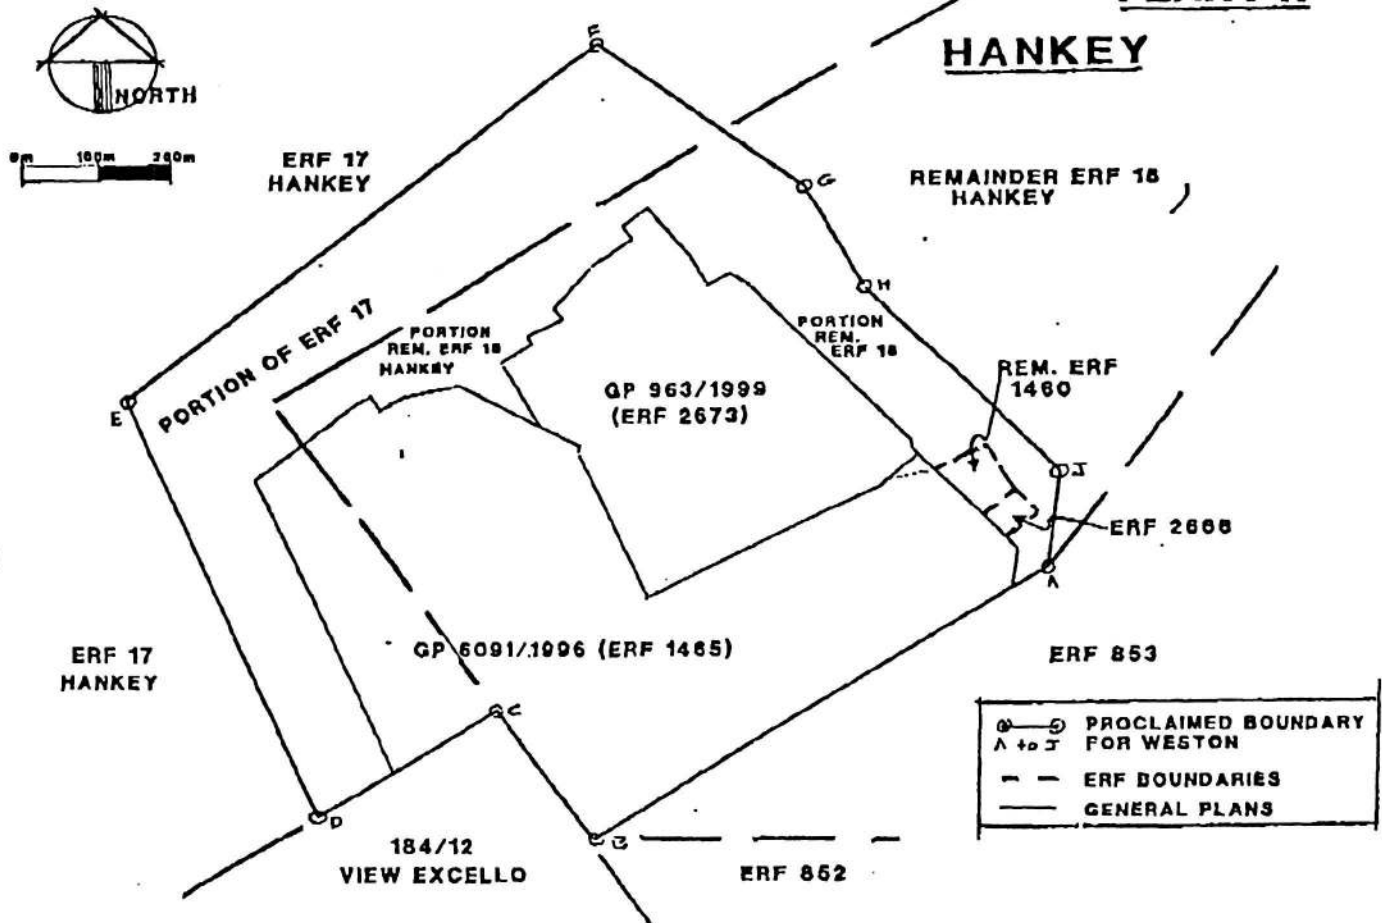 HANKEY
NORTH
0m 100m 200m
F
ERF 17
HANKEY
G
REMAINDER ERF 18
HANKEY
H
PORTION OF ERF 17
PORTION
REM. ERF 18
HANKEY
PORTION
REM.
ERF 18
REM. ERF
1460
E
GP 963/1999
(ERF 2673)
J
ERF 2668
A
GP 5091/1996 (ERF 1465)
ERF 17
HANKEY
ERF 853
C
D
B
184/12
VIEW EXCELLO
ERF 852
PROCLAIMED BOUNDARY
A to J FOR WESTON
ERF BOUNDARIES
GENERAL PLANS